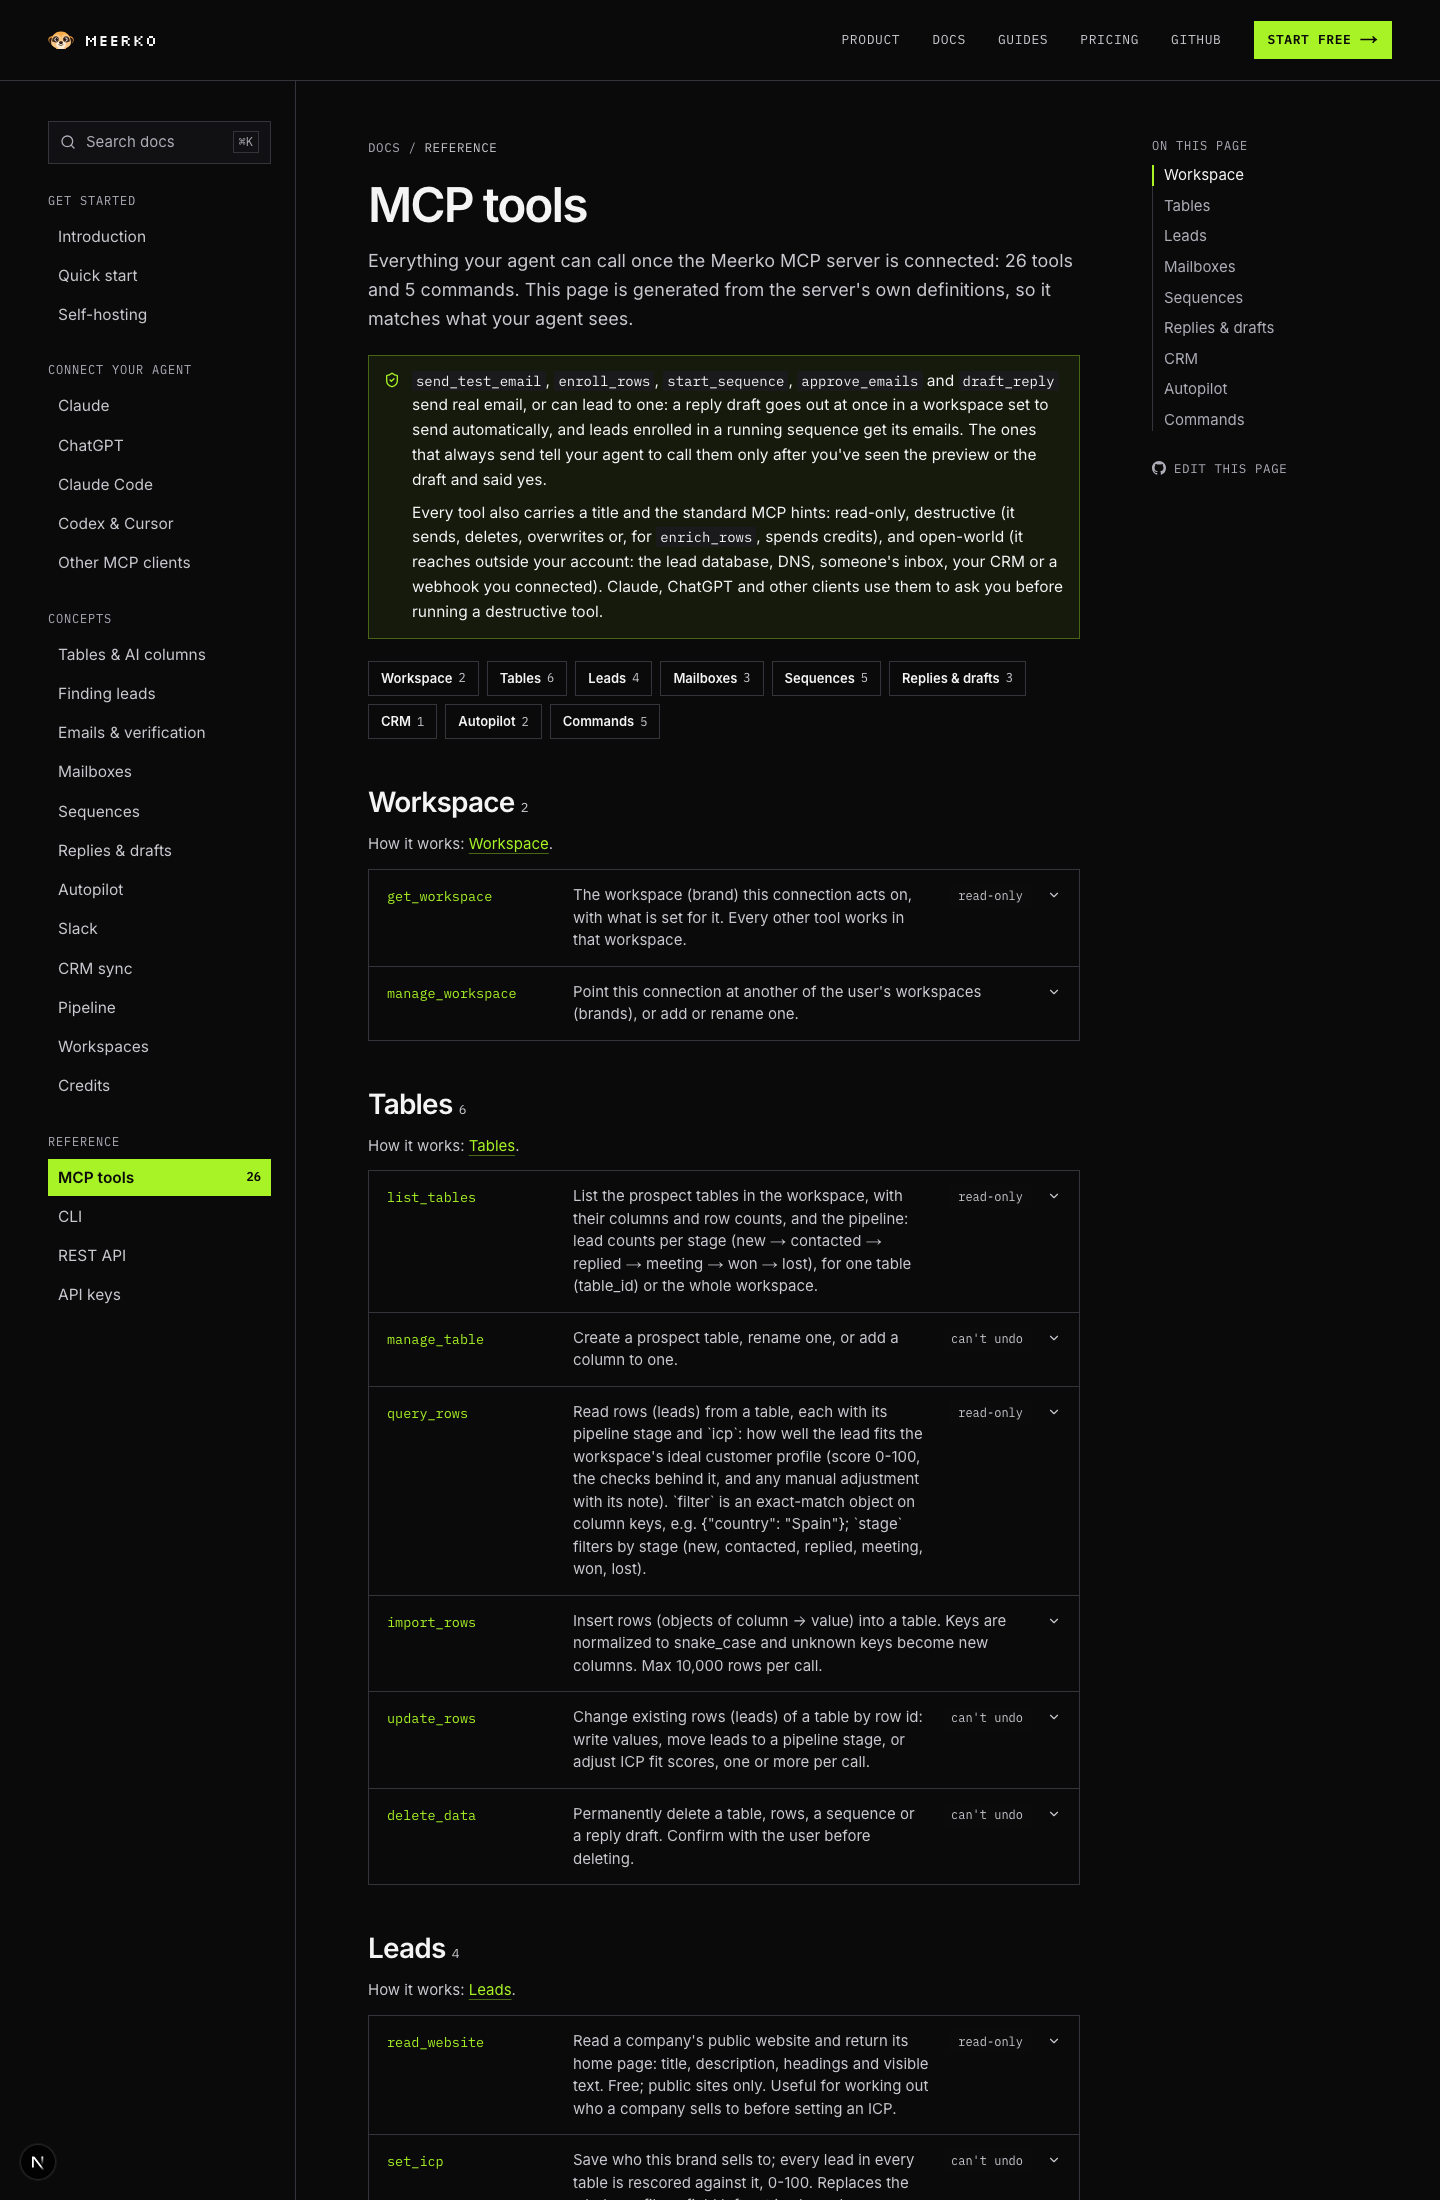 MEERKO
PRODUCT DOCS GUIDES PRICING GITHUB START FREE →
Search docs ⌘K
GET STARTED
Introduction
Quick start
Self-hosting
CONNECT YOUR AGENT
Claude
ChatGPT
Claude Code
Codex & Cursor
Other MCP clients
CONCEPTS
Tables & AI columns
Finding leads
Emails & verification
Mailboxes
Sequences
Replies & drafts
Autopilot
Slack
CRM sync
Pipeline
Workspaces
Credits
REFERENCE
MCP tools 26
CLI
REST API
API keys
DOCS / REFERENCE
MCP tools
Everything your agent can call once the Meerko MCP server is connected: 26 tools
and 5 commands. This page is generated from the server's own definitions, so it
matches what your agent sees.
send_test_email, enroll_rows, start_sequence, approve_emails and draft_reply
send real email, or can lead to one: a reply draft goes out at once in a workspace set to
send automatically, and leads enrolled in a running sequence get its emails. The ones
that always send tell your agent to call them only after you've seen the preview or the
draft and said yes.
Every tool also carries a title and the standard MCP hints: read-only, destructive (it
sends, deletes, overwrites or, for enrich_rows, spends credits), and open-world (it
reaches outside your account: the lead database, DNS, someone's inbox, your CRM or a
webhook you connected). Claude, ChatGPT and other clients use them to ask you before
running a destructive tool.
Workspace 2 Tables 6 Leads 4 Mailboxes 3 Sequences 5 Replies & drafts 3
CRM 1 Autopilot 2 Commands 5
Workspace 2
How it works: Workspace.
get_workspace The workspace (brand) this connection acts on, read-only
with what is set for it. Every other tool works in
that workspace.
manage_workspace Point this connection at another of the user's workspaces
(brands), or add or rename one.
Tables 6
How it works: Tables.
list_tables List the prospect tables in the workspace, with read-only
their columns and row counts, and the pipeline:
lead counts per stage (new → contacted →
replied → meeting → won → lost), for one table
(table_id) or the whole workspace.
manage_table Create a prospect table, rename one, or add a can't undo
column to one.
query_rows Read rows (leads) from a table, each with its read-only
pipeline stage and `icp`: how well the lead fits the
workspace's ideal customer profile (score 0-100,
the checks behind it, and any manual adjustment
with its note). `filter` is an exact-match object on
column keys, e.g. {"country": "Spain"}; `stage`
filters by stage (new, contacted, replied, meeting,
won, lost).
import_rows Insert rows (objects of column → value) into a table. Keys are
normalized to snake_case and unknown keys become new
columns. Max 10,000 rows per call.
update_rows Change existing rows (leads) of a table by row id: can't undo
write values, move leads to a pipeline stage, or
adjust ICP fit scores, one or more per call.
delete_data Permanently delete a table, rows, a sequence or can't undo
a reply draft. Confirm with the user before
deleting.
Leads 4
How it works: Leads.
read_website Read a company's public website and return its read-only
home page: title, description, headings and visible
text. Free; public sites only. Useful for working out
who a company sells to before setting an ICP.
set_icp Save who this brand sells to; every lead in every can't undo
table is rescored against it, 0-100. Replaces the
ON THIS PAGE
Workspace
Tables
Leads
Mailboxes
Sequences
Replies & drafts
CRM
Autopilot
Commands
EDIT THIS PAGE
N